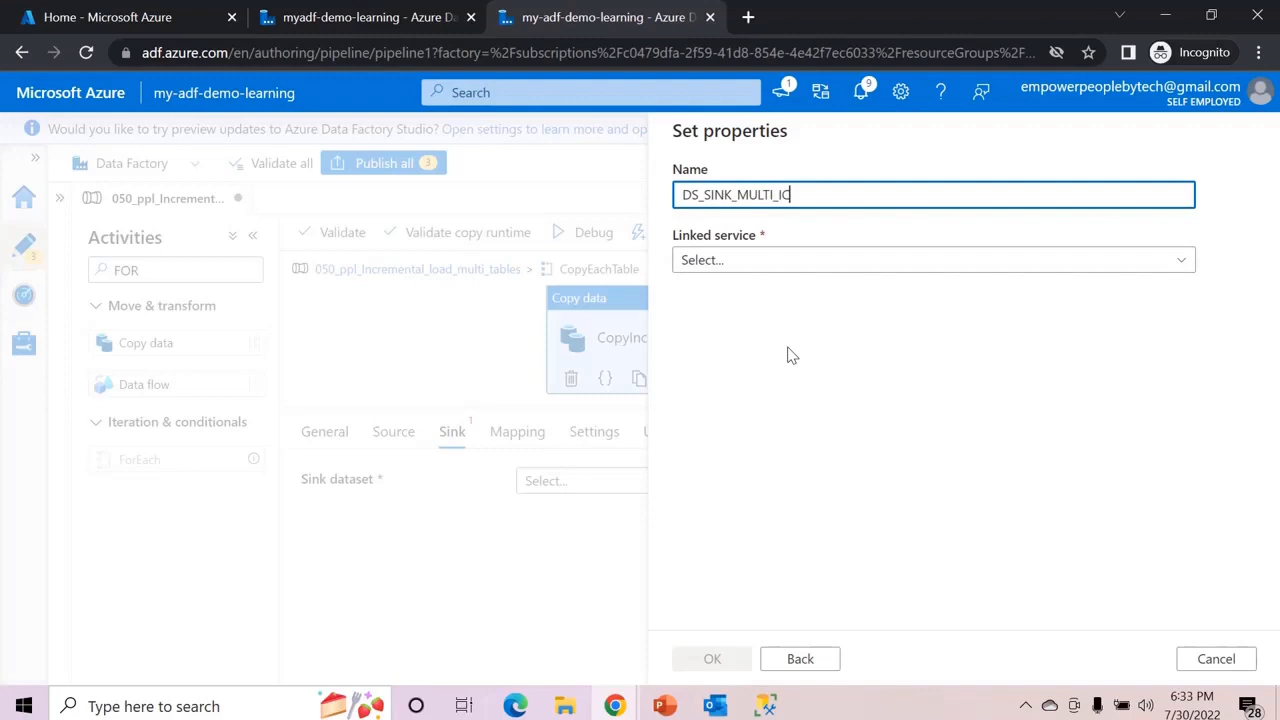 Home - Microsoft Azure
myadf-demo-learning - Azure Da
my-adf-demo-learning - Azure D
adf.azure.com/en/authoring/pipeline/pipeline1?factory=%2Fsubscriptions%2Fc0479dfa-2f59-41d8-854e-4e42f7ec6033%2FresourceGroups%2F...
Incognito
Microsoft Azure
my-adf-demo-learning
Search
1
9
empowerpeoplebytech@gmail.com
SELF EMPLOYED
Would you like to try preview updates to Azure Data Factory Studio? Open settings to learn more and op
Data Factory
Validate all
Publish all
3
050_ppl_Increment...
Activities
FOR
Move & transform
Copy data
Data flow
Iteration & conditionals
ForEach
3
Validate
Validate copy runtime
Debug
050_ppl_Incremental_load_multi_tables > CopyEachTable
Copy data
CopyInc
General
Source
Sink
1
Mapping
Settings
U
Sink dataset *
Select...
Set properties
Name
DS_SINK_MULTI_IC
Linked service *
Select...
OK
Back
Cancel
Type here to search
6:33 PM
7/30/2022
28